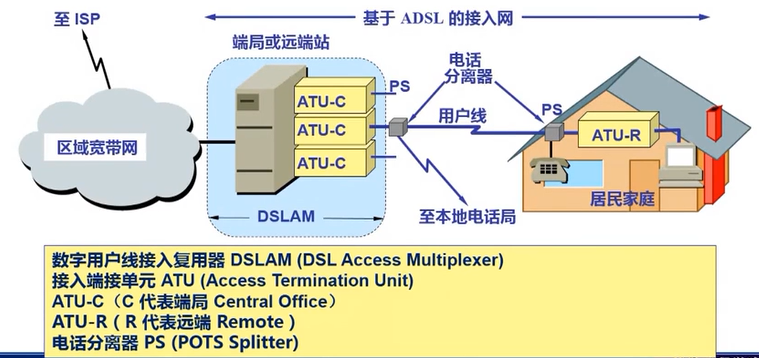 至 ISP
基于 ADSL 的接入网
端局或远端站
电话
分离器
PS
PS
ATU-C
用户线
ATU-C
ATU-R
区域宽带网
ATU-C
居民家庭
DSLAM
至本地电话局
数字用户线接入复用器 DSLAM (DSL Access Multiplexer)
接入端接单元 ATU (Access Termination Unit)
ATU-C（C 代表端局 Central Office）
ATU-R（ R 代表远端 Remote ）
电话分离器 PS (POTS Splitter)